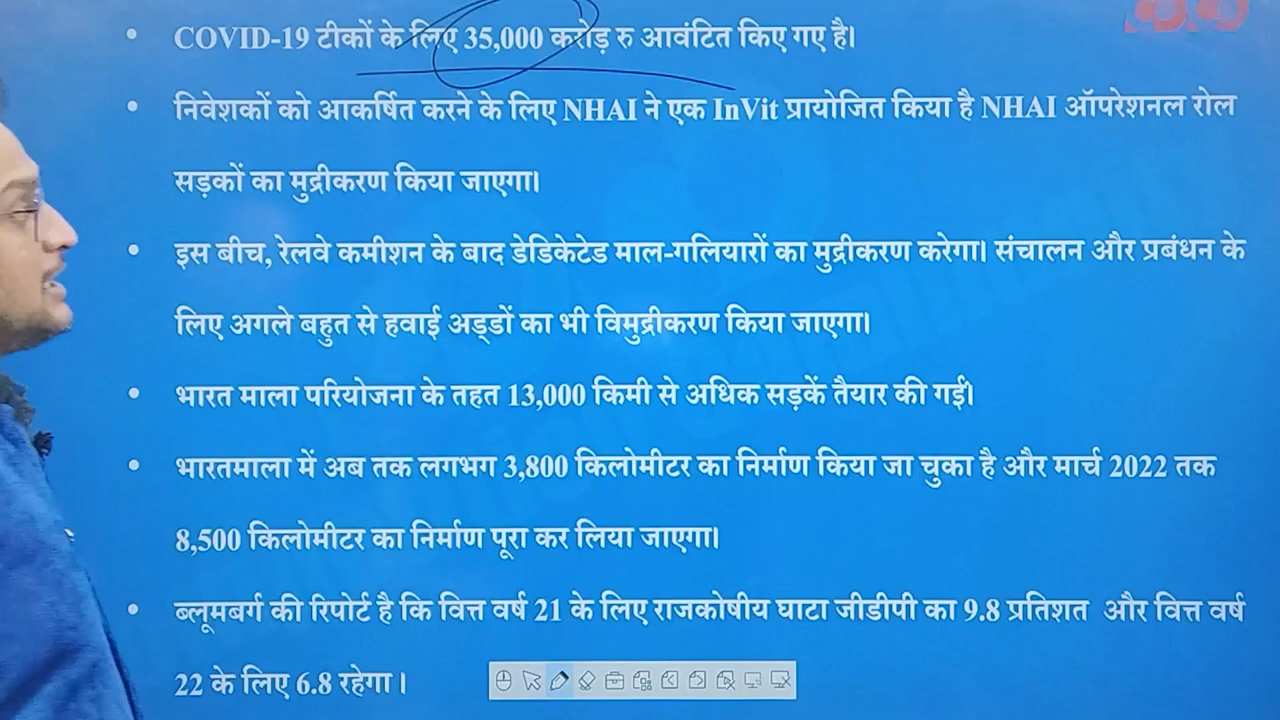 • COVID-19 टीकों के लिए 35,000 करोड़ रु आवंटित किए गए है।
• निवेशकों को आकर्षित करने के लिए NHAI ने एक InVit प्रायोजित किया है NHAI ऑपरेशनल रोल
सड़कों का मुद्रीकरण किया जाएगा।
• इस बीच, रेलवे कमीशन के बाद डेडिकेटेड माल-गलियारों का मुद्रीकरण करेगा। संचालन और प्रबंधन के
लिए अगले बहुत से हवाई अड्डों का भी विमुद्रीकरण किया जाएगा।
• भारत माला परियोजना के तहत 13,000 किमी से अधिक सड़कें तैयार की गईं।
• भारतमाला में अब तक लगभग 3,800 किलोमीटर का निर्माण किया जा चुका है और मार्च 2022 तक
8,500 किलोमीटर का निर्माण पूरा कर लिया जाएगा।
• ब्लूमबर्ग की रिपोर्ट है कि वित्त वर्ष 21 के लिए राजकोषीय घाटा जीडीपी का 9.8 प्रतिशत और वित्त वर्ष
22 के लिए 6.8 रहेगा।